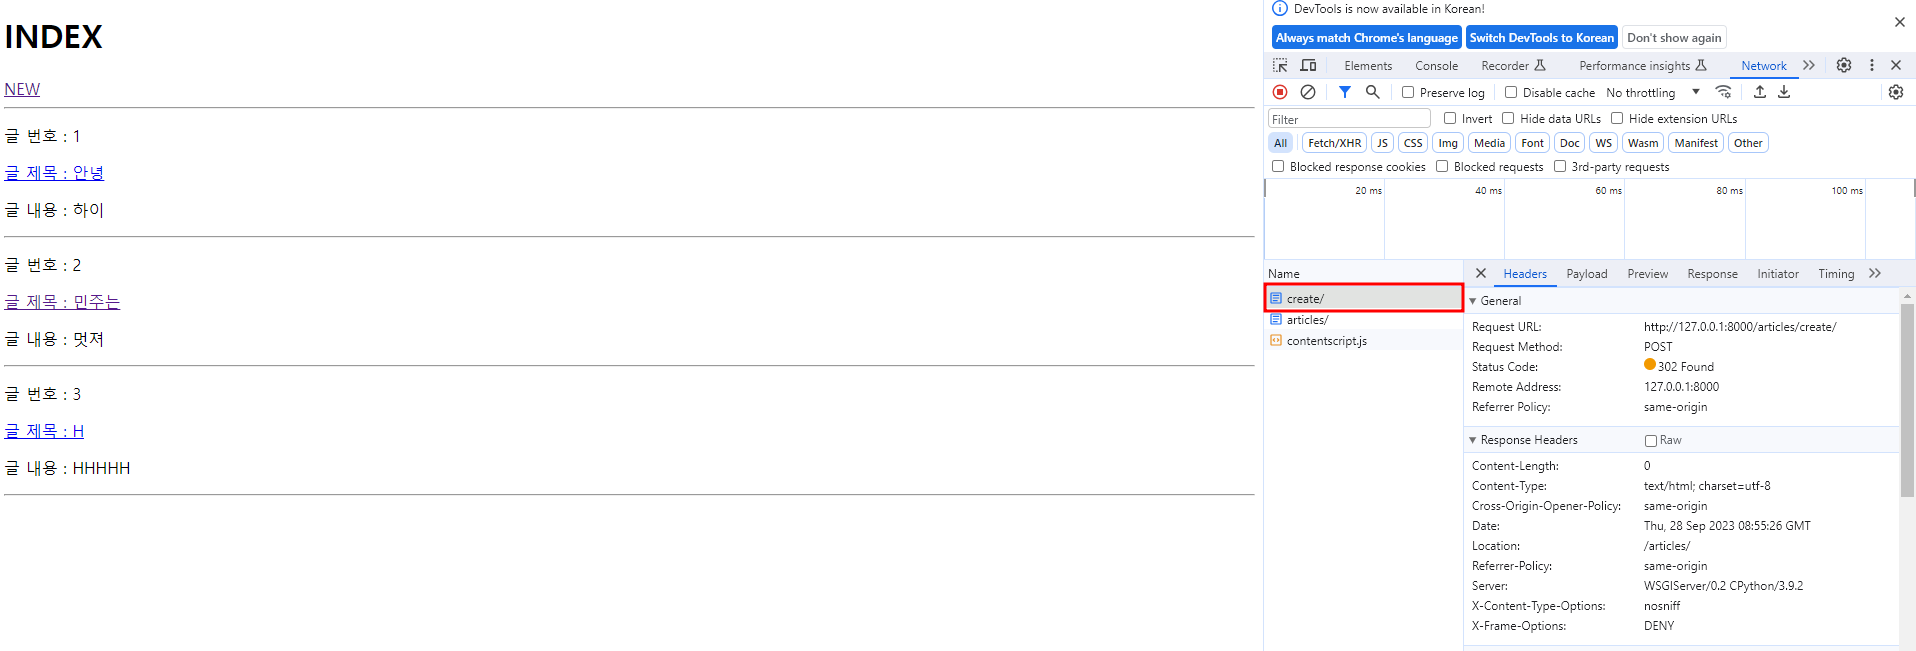 INDEX
NEW
글 번호 : 1
글 제목 : 안녕
글 내용 : 하이
글 번호 : 2
글 제목 : 민주는
글 내용 : 멋져
글 번호 : 3
글 제목 : H
글 내용 : HHHHH
DevTools is now available in Korean!
Always match Chrome's language Switch DevTools to Korean Don't show again
Elements Console Recorder Performance insights Network
Preserve log Disable cache No throttling
Filter Invert Hide data URLs Hide extension URLs
All Fetch/XHR JS CSS Img Media Font Doc WS Wasm Manifest Other
Blocked response cookies Blocked requests 3rd-party requests
20 ms 40 ms 60 ms 80 ms 100 ms
Name
create/
articles/
contentscript.js
Headers Payload Preview Response Initiator Timing
General
Request URL: http://127.0.0.1:8000/articles/create/
Request Method: POST
Status Code: 302 Found
Remote Address: 127.0.0.1:8000
Referrer Policy: same-origin
Response Headers Raw
Content-Length: 0
Content-Type: text/html; charset=utf-8
Cross-Origin-Opener-Policy: same-origin
Date: Thu, 28 Sep 2023 08:55:26 GMT
Location: /articles/
Referrer-Policy: same-origin
Server: WSGIServer/0.2 CPython/3.9.2
X-Content-Type-Options: nosniff
X-Frame-Options: DENY